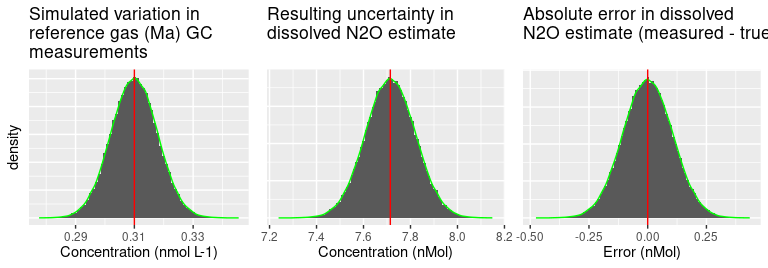 Simulated variation in
reference gas (Ma) GC
measurements
Resulting uncertainty in
dissolved N2O estimate
Absolute error in dissolved
N2O estimate (measured - true
density
0.29 0.31 0.33
Concentration (nmol L-1)
7.2 7.4 7.6 7.8 8.0 8.2
Concentration (nMol)
-0.50 -0.25 0.00 0.25
Error (nMol)